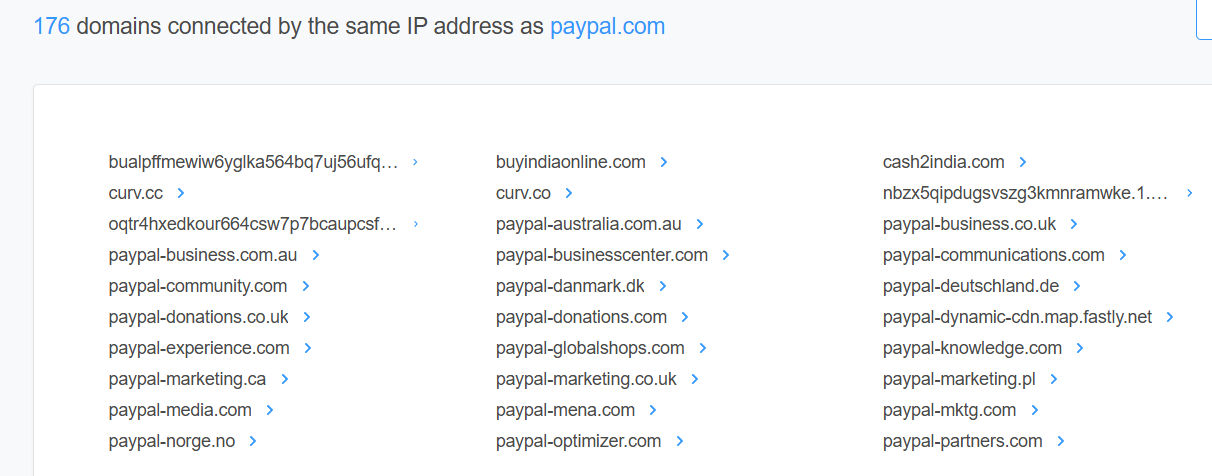 176 domains connected by the same IP address as paypal.com
bualpffmewiw6yglka564bq7uj56ufq... buyindiaonline.com cash2india.com
curv.cc curv.co nbzx5qipdugsvszg3kmnramwke.1....
oqtr4hxedkour664csw7p7bcaupcsf... paypal-australia.com.au paypal-business.co.uk
paypal-business.com.au paypal-businesscenter.com paypal-communications.com
paypal-community.com paypal-danmark.dk paypal-deutschland.de
paypal-donations.co.uk paypal-donations.com paypal-dynamic-cdn.map.fastly.net
paypal-experience.com paypal-globalshops.com paypal-knowledge.com
paypal-marketing.ca paypal-marketing.co.uk paypal-marketing.pl
paypal-media.com paypal-mena.com paypal-mktg.com
paypal-norge.no paypal-optimizer.com paypal-partners.com